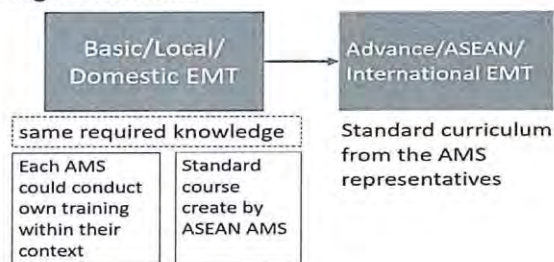 Basic/Local/
Domestic EMT
Advance/ASEAN/
International EMT
same required knowledge
Each AMS
could conduct
own training
within their
context
Standard
course
create by
ASEAN AMS
Standard curriculum
from the AMS
representatives